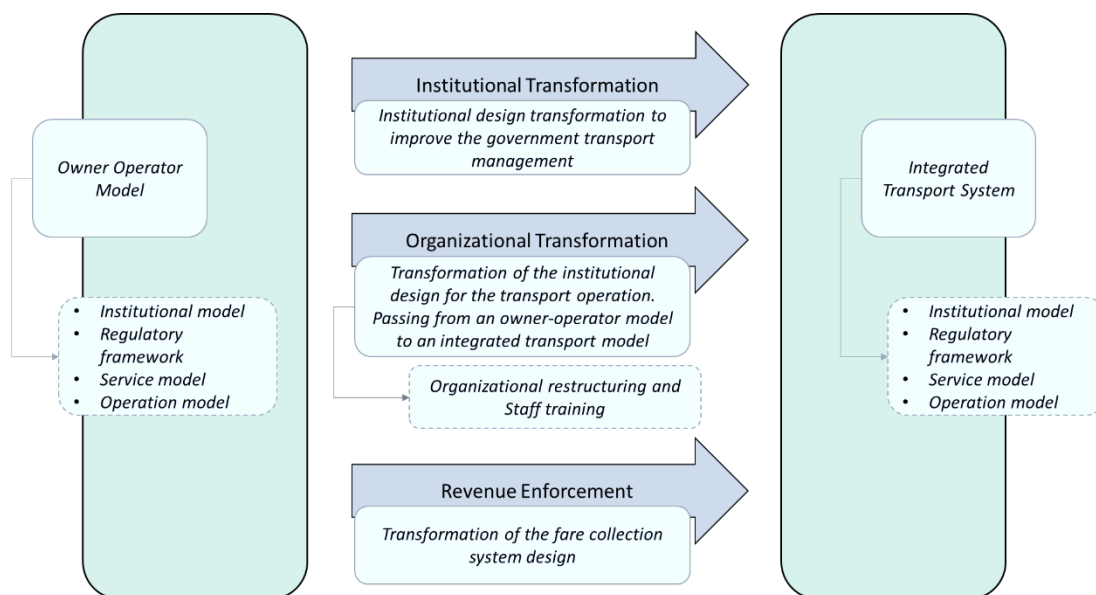 Owner Operator
Model
• Institutional model
• Regulatory
framework
• Service model
• Operation model
Institutional Transformation
Institutional design transformation to
improve the government transport
management
Organizational Transformation
Transformation of the institutional
design for the transport operation.
Passing from an owner-operator model
to an integrated transport model
Organizational restructuring and
Staff training
Revenue Enforcement
Transformation of the fare collection
system design
Integrated
Transport System
• Institutional model
• Regulatory
framework
• Service model
• Operation model